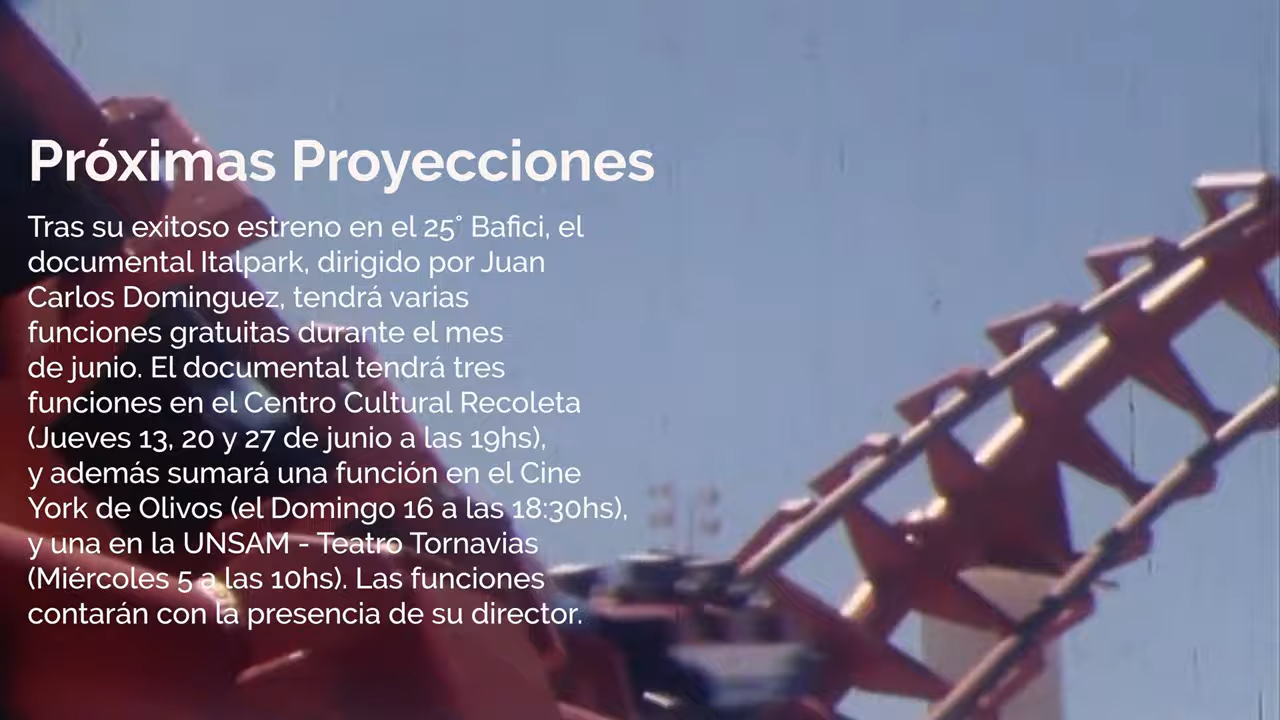 Próximas Proyecciones
Tras su exitoso estreno en el 25° Bafici, el
documental Italpark, dirigido por Juan
Carlos Dominguez, tendrá varias
funciones gratuitas durante el mes
de junio. El documental tendrá tres
funciones en el Centro Cultural Recoleta
(Jueves 13, 20 y 27 de junio a las 19hs),
y además sumará una función en el Cine
York de Olivos (el Domingo 16 a las 18:30hs),
y una en la UNSAM - Teatro Tornavias
(Miércoles 5 a las 10hs). Las funciones
contarán con la presencia de su director.